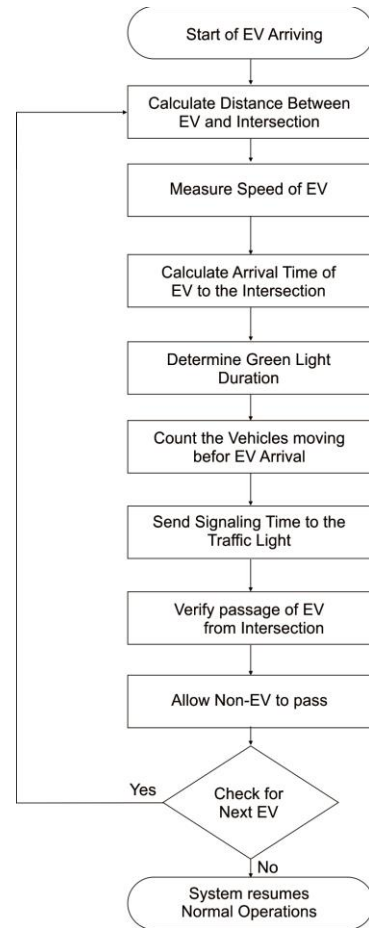 Start of EV Arriving
Calculate Distance Between
EV and Intersection
Measure Speed of EV
Calculate Arrival Time of
EV to the Intersection
Determine Green Light
Duration
Count the Vehicles moving
befor EV Arrival
Send Signaling Time to the
Traffic Light
Verify passage of EV
from Intersection
Allow Non-EV to pass
Yes
Check for
Next EV
No
System resumes
Normal Operations